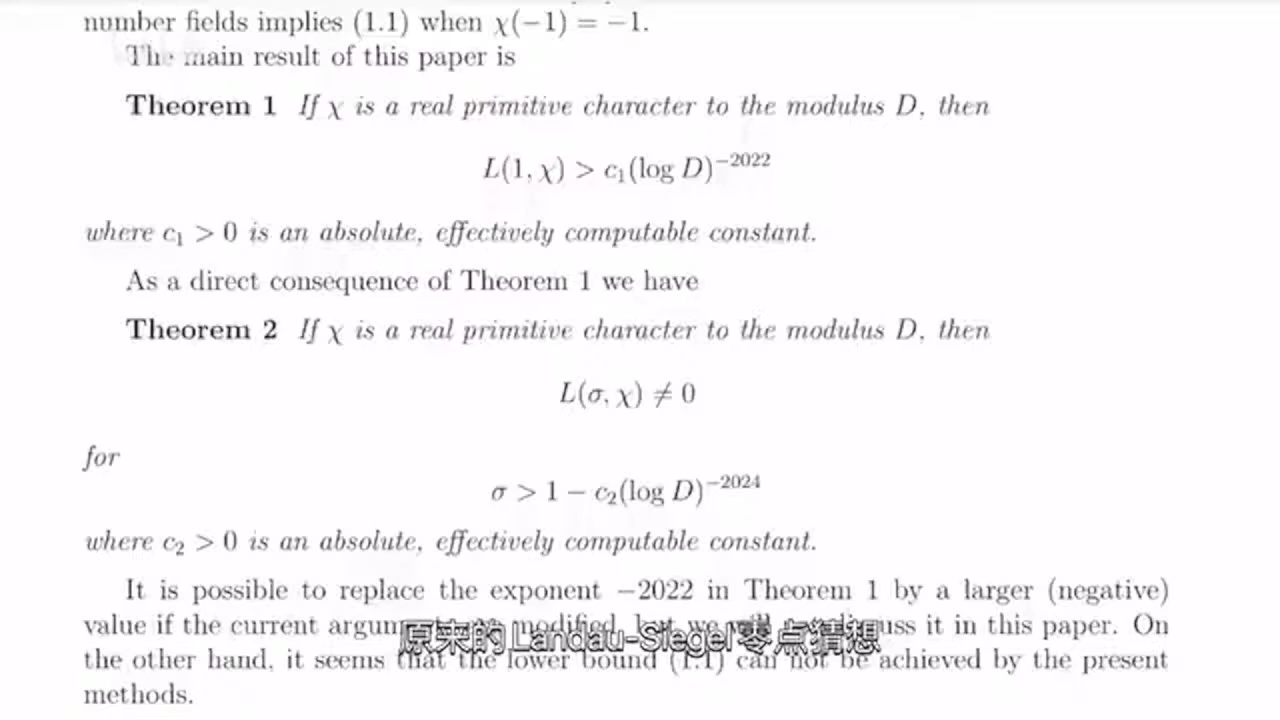 number fields implies (1.1) when χ(−1) = −1.
The main result of this paper is
Theorem 1 If χ is a real primitive character to the modulus D, then
L(1, χ) > c₁(log D)⁻²⁰²²
where c₁ > 0 is an absolute, effectively computable constant.
As a direct consequence of Theorem 1 we have
Theorem 2 If χ is a real primitive character to the modulus D, then
L(σ, χ) ≠ 0
for
σ > 1 − c₂(log D)⁻²⁰²⁴
where c₂ > 0 is an absolute, effectively computable constant.
It is possible to replace the exponent −2022 in Theorem 1 by a larger (negative)
value if the current modified, but we it in this paper. On
the other hand, it seems that the lower bound (1.1) can not be achieved by the present
methods.
原来的Landau-Siegel零点猜想